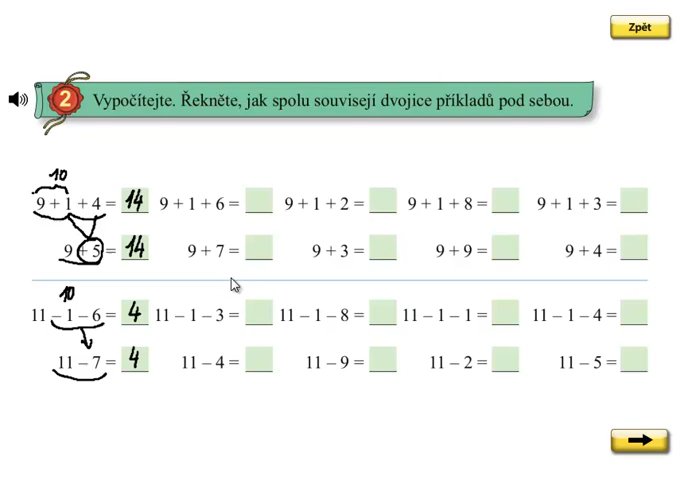 Zpět
2 Vypočítejte. Řekněte, jak spolu souvisejí dvojice příkladů pod sebou.
10
9 + 1 + 4 = 14 9 + 1 + 6 = 9 + 1 + 2 = 9 + 1 + 8 = 9 + 1 + 3 =
9 + 5 = 14 9 + 7 = 9 + 3 = 9 + 9 = 9 + 4 =
10
11 – 1 – 6 = 4 11 – 1 – 3 = 11 – 1 – 8 = 11 – 1 – 1 = 11 – 1 – 4 =
11 – 7 = 4 11 – 4 = 11 – 9 = 11 – 2 = 11 – 5 =